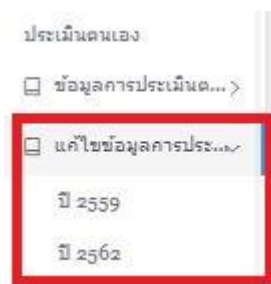 ประเมินตนเอง
ข้อมูลการประเมินต...
แก้ไขข้อมูลการประ...
ปี 2559
ปี 2562